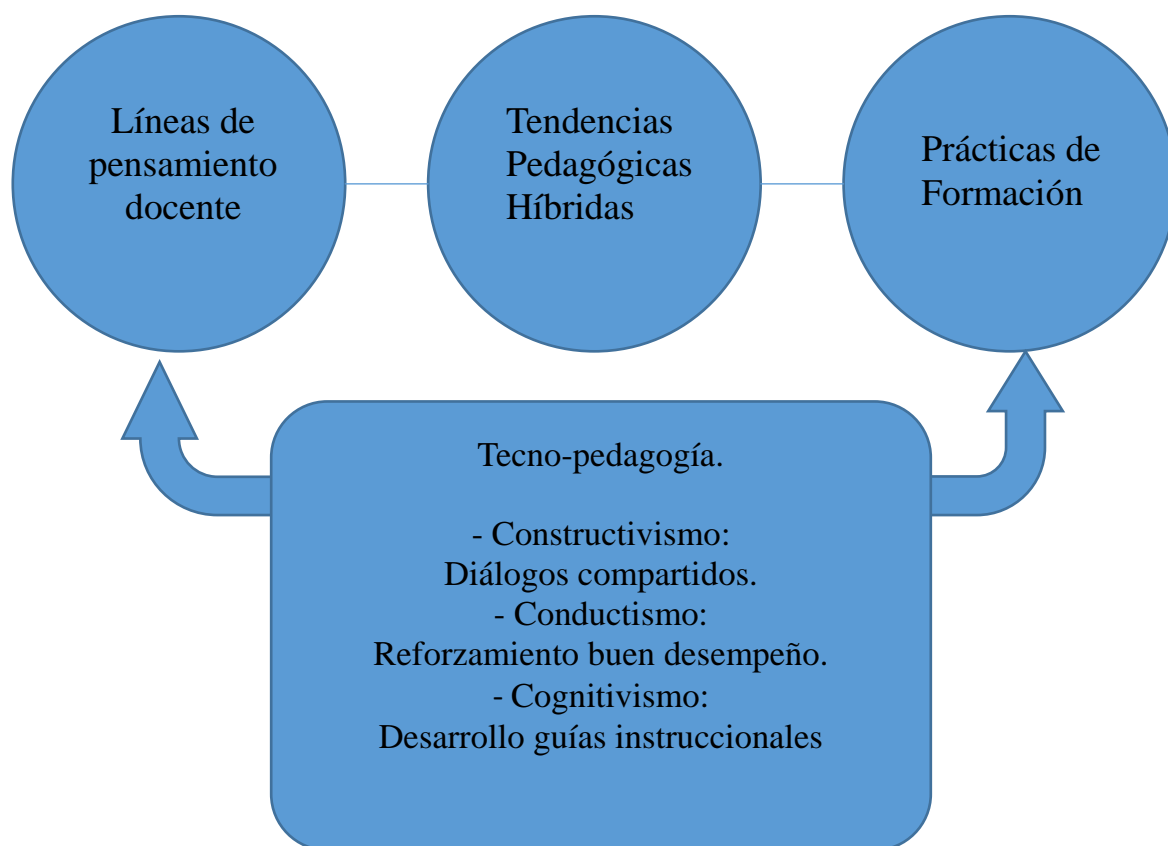 Líneas de
pensamiento
docente
Tendencias
Pedagógicas
Híbridas
Prácticas de
Formación
Tecno-pedagogía.
- Constructivismo:
Diálogos compartidos.
- Conductismo:
Reforzamiento buen desempeño.
- Cognitivismo:
Desarrollo guías instruccionales